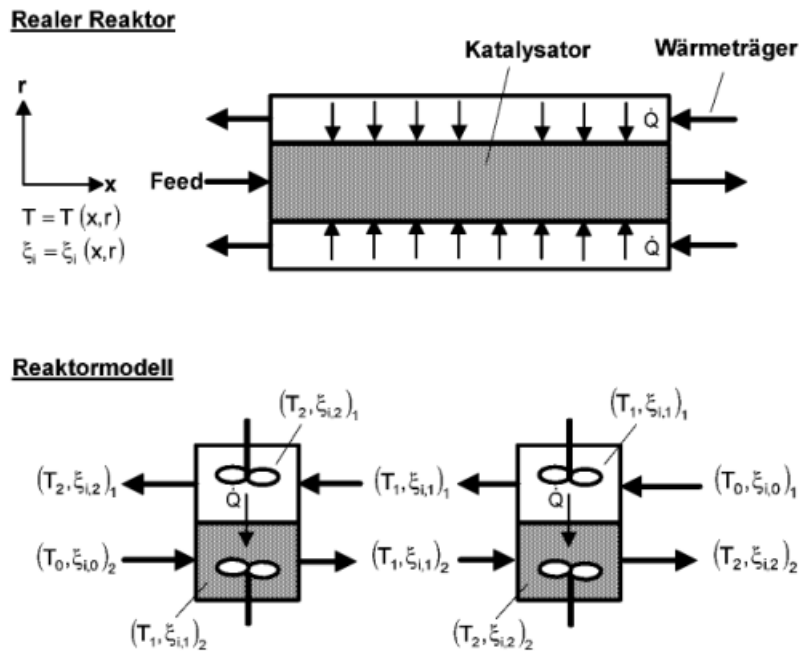 Realer Reaktor
Katalysator
Wärmeträger
r
Q̇
Feed
x
T = T (x,r)
ξᵢ = ξᵢ (x,r)
Q̇
Reaktormodell
(T₂,ξᵢ,₂)₁
(T₁,ξᵢ,₁)₁
(T₂,ξᵢ,₂)₁
Q̇
(T₁,ξᵢ,₁)₁
Q̇
(T₀,ξᵢ,₀)₁
(T₀,ξᵢ,₀)₂
(T₁,ξᵢ,₁)₂
(T₂,ξᵢ,₂)₂
(T₁,ξᵢ,₁)₂
(T₂,ξᵢ,₂)₂